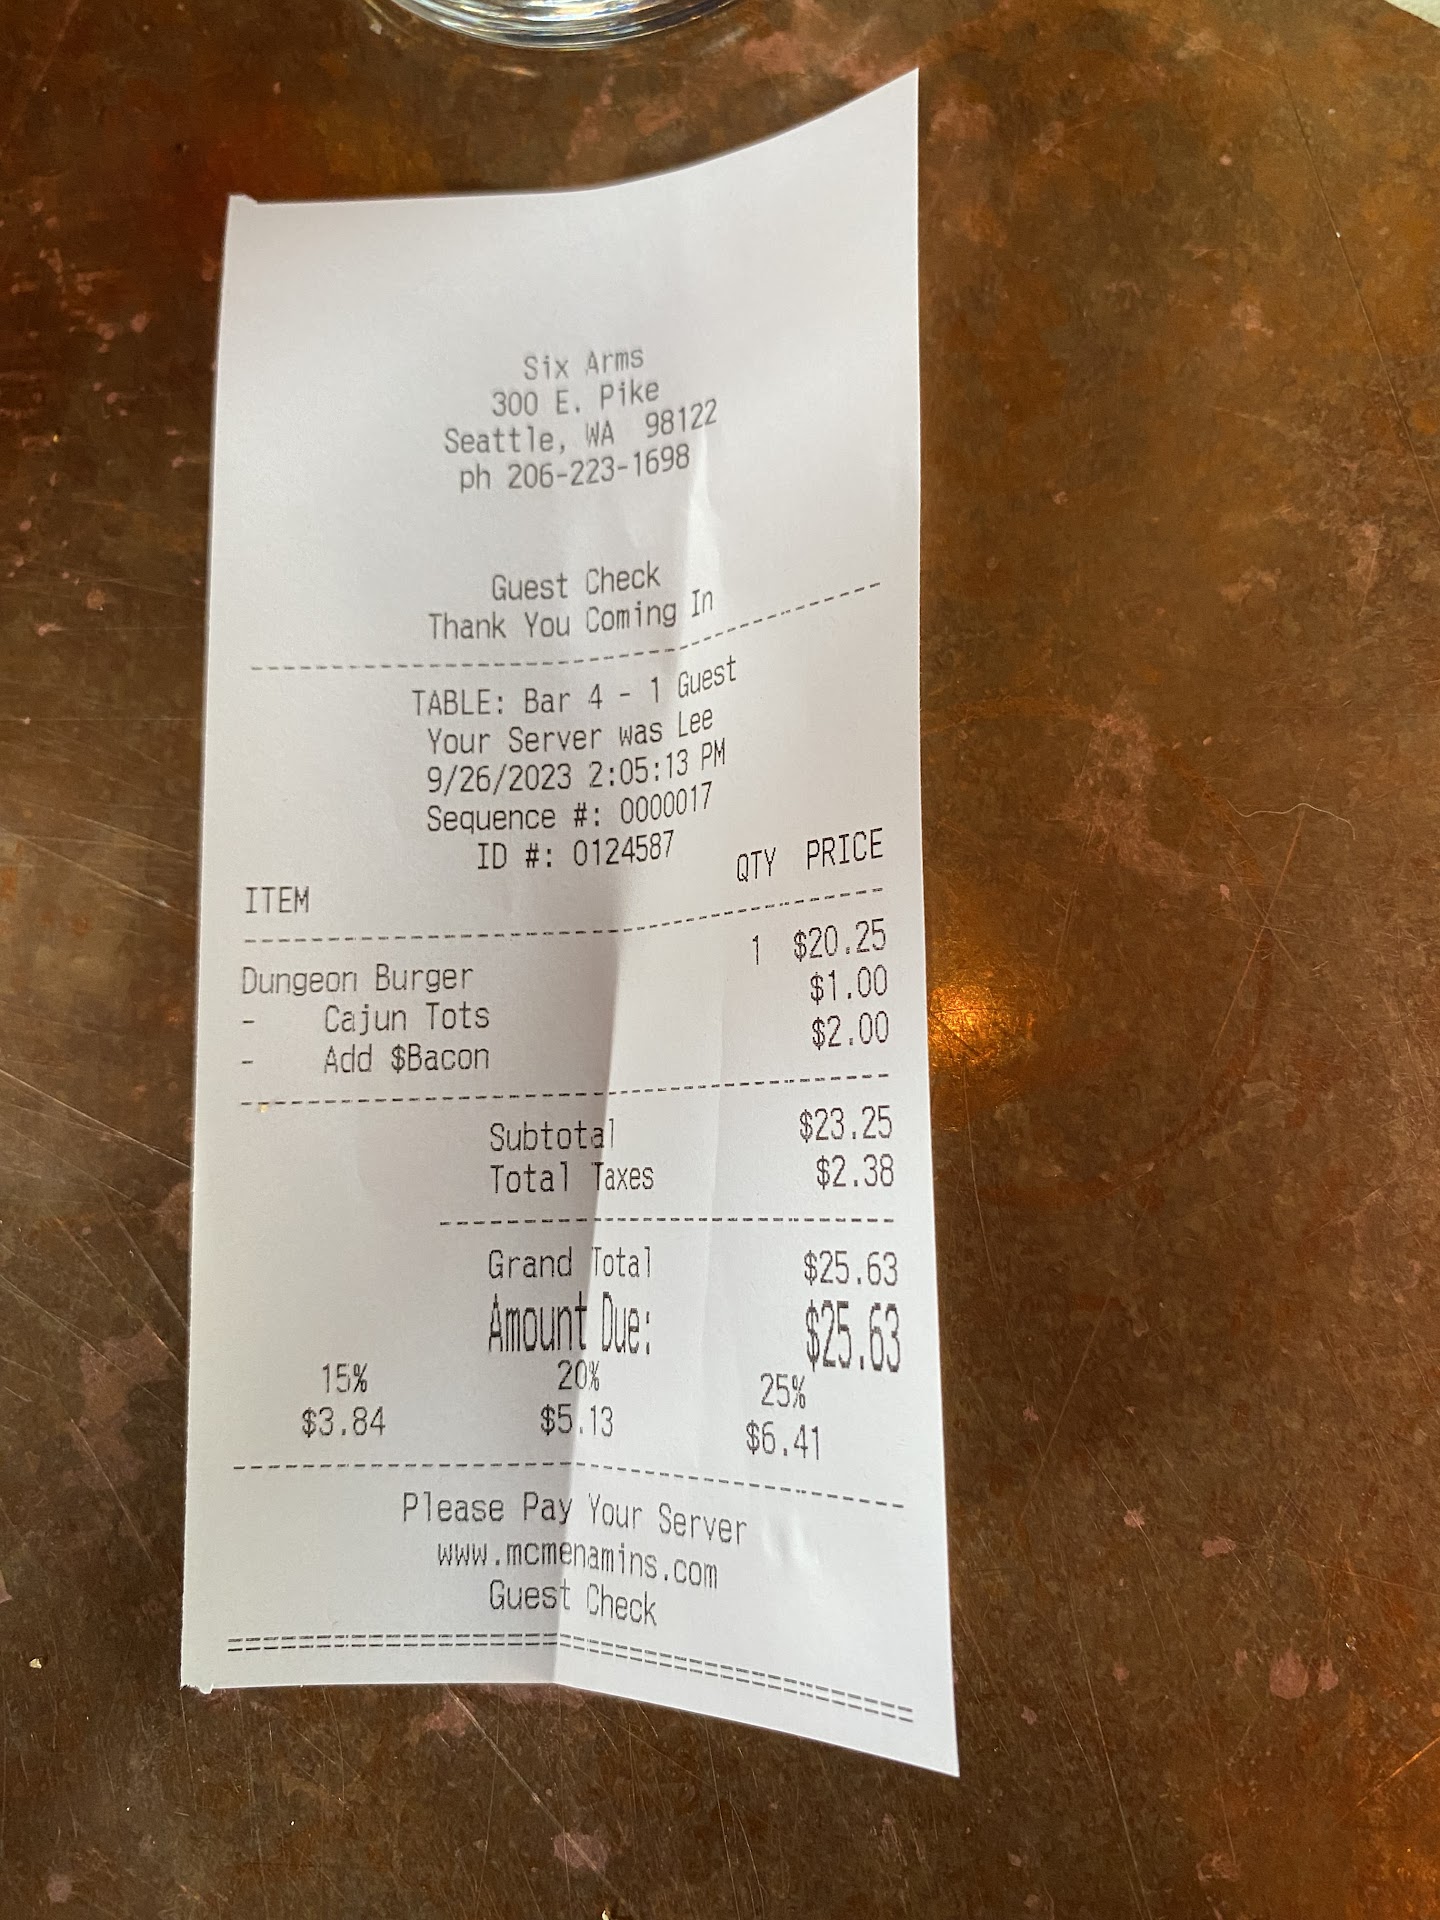 Six Arms
300 E. Pike
Seattle, WA 98122
ph 206-223-1698
Guest Check
Thank You Coming In
TABLE: Bar 4 - 1 Guest
Your Server was Lee
9/26/2023 2:05:13 PM
Sequence #: 0000017
ID #: 0124587
ITEM QTY PRICE
Dungeon Burger 1 $20.25
- Cajun Tots $1.00
- Add $Bacon $2.00
Subtotal $23.25
Total Taxes $2.38
Grand Total $25.63
Amount Due: $25.63
15% 20% 25%
$3.84 $5.13 $6.41
Please Pay Your Server
www.mcmenamins.com
Guest Check